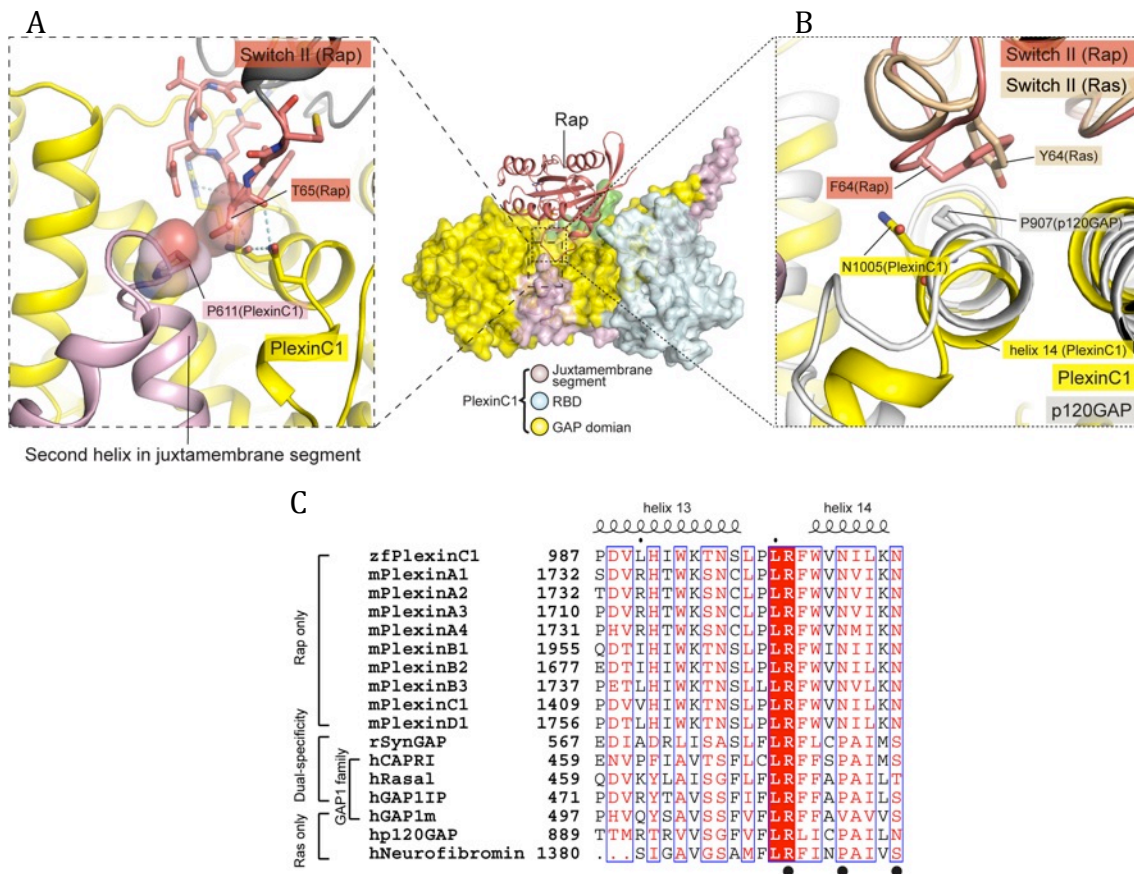 A
Switch II (Rap)
T65(Rap)
P611(PlexinC1)
PlexinC1
Second helix in juxtamembrane segment
Rap
PlexinC1
Juxtamembrane segment
RBD
GAP domian
B
Switch II (Rap)
Switch II (Ras)
Y64(Ras)
F64(Rap)
P907(p120GAP)
N1005(PlexinC1)
helix 14 (PlexinC1)
PlexinC1
p120GAP
C
helix 13 helix 14
Rap only
Dual-specificity
GAP1 family
Ras only
zfPlexinC1 987 PDVLHIWKTNSLPLRFWVNILKN
mPlexinA1 1732 SDVRHTWKSNCLPLRFWVNVIKN
mPlexinA2 1732 TDVRHTWKSNCLPLRFWVNVIKN
mPlexinA3 1710 PDVRHTWKSNCLPLRFWVNVIKN
mPlexinA4 1731 PHVRHTWKSNCLPLRFWVNMIKN
mPlexinB1 1955 QDTIHIWKTNSLPLRFWINILKN
mPlexinB2 1677 EDTIHIWKTNSLPLRFWVNILKN
mPlexinB3 1737 PETLHIWKTNSLLLRFWVNVLKN
mPlexinC1 1409 PDVVHIWKTNSLPLRFWVNILKN
mPlexinD1 1756 PDTLHIWKTNSLPLRFWVNILKN
rSynGAP 567 EDIADRLISASLFLRFLCPAIMS
hCAPRI 459 ENVPFIAVTSFLCLRFFSPAIMS
hRasal 459 QDVKYLAISGFLFLRFFAPAILT
hGAP1IP 471 PDVRYTAVSSFIFLRFFAPAILS
hGAP1m 497 PHVQYSAVSSFVFLRFFAVAVVS
hp120GAP 889 TTMRTRVVSGFVFLRLICPAILN
hNeurofibromin 1380 ...SIGAVGSAMFLRFINPAIVS